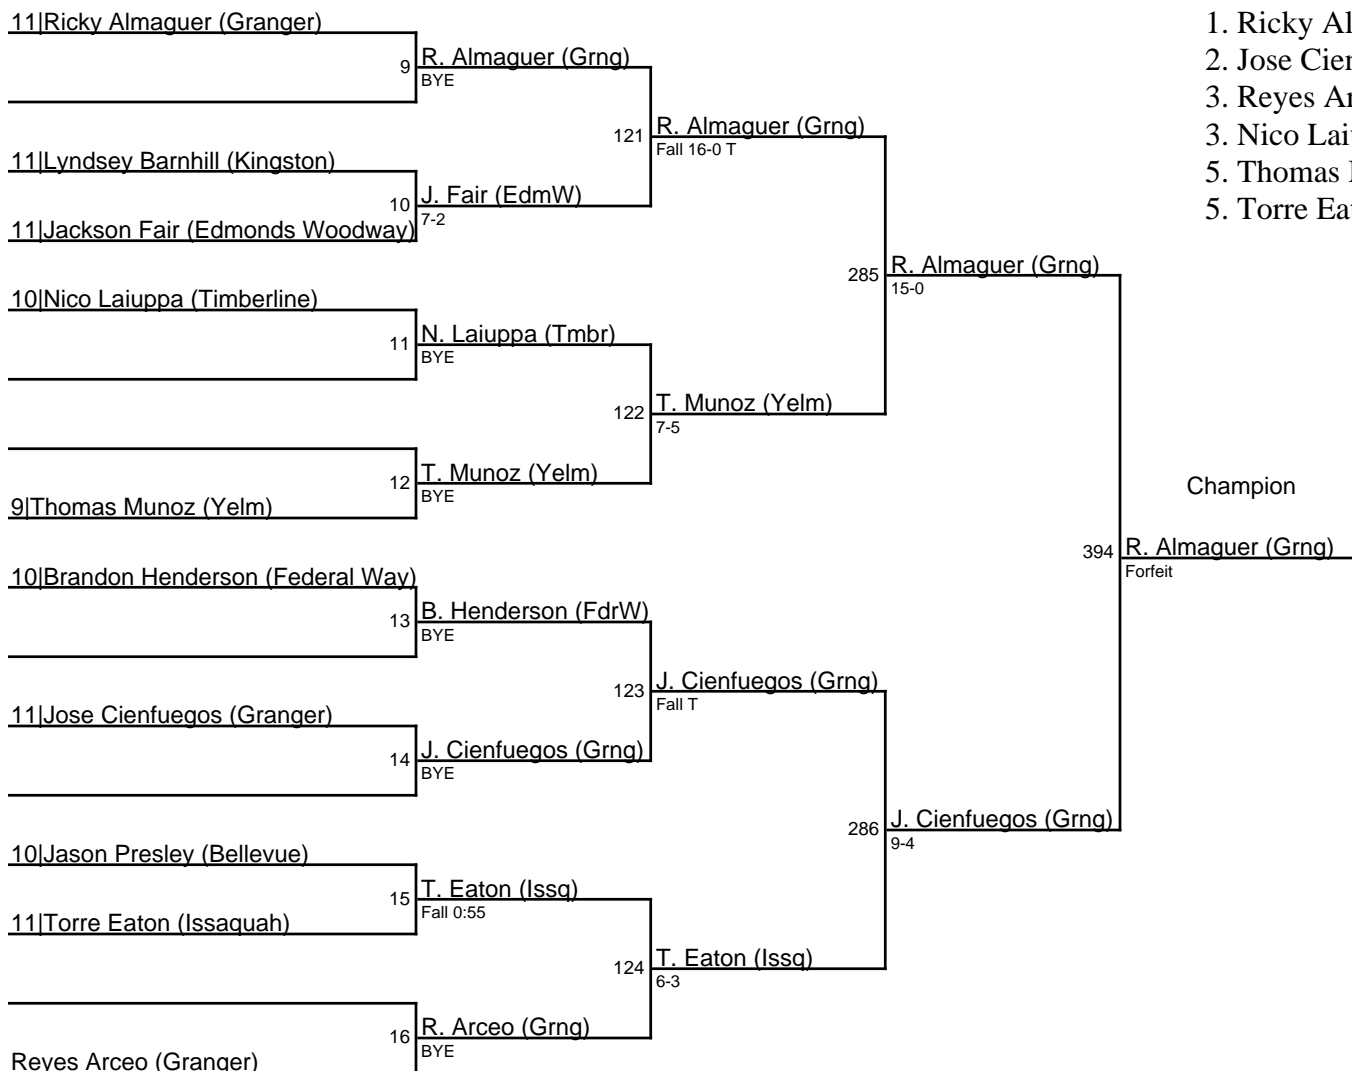 11|Ricky Almaguer (Granger)
9
R. Almaguer (Grng)
BYE
121
R. Almaguer (Grng)
Fall 16-0 T
11|Lyndsey Barnhill (Kingston)
10
J. Fair (EdmW)
7-2
11|Jackson Fair (Edmonds Woodway)
285
R. Almaguer (Grng)
15-0
10|Nico Laiuppa (Timberline)
11
N. Laiuppa (Tmbr)
BYE
122
T. Munoz (Yelm)
7-5
12
T. Munoz (Yelm)
BYE
9|Thomas Munoz (Yelm)
Champion
394
R. Almaguer (Grng)
Forfeit
10|Brandon Henderson (Federal Way)
13
B. Henderson (FdrW)
BYE
123
J. Cienfuegos (Grng)
Fall T
11|Jose Cienfuegos (Granger)
14
J. Cienfuegos (Grng)
BYE
286
J. Cienfuegos (Grng)
9-4
10|Jason Presley (Bellevue)
15
T. Eaton (Issq)
Fall 0:55
11|Torre Eaton (Issaquah)
124
T. Eaton (Issq)
6-3
16
R. Arceo (Grng)
BYE
Reyes Arceo (Granger)
1. Ricky Al
2. Jose Cien
3. Reyes Ar
3. Nico Lai
5. Thomas
5. Torre Ea